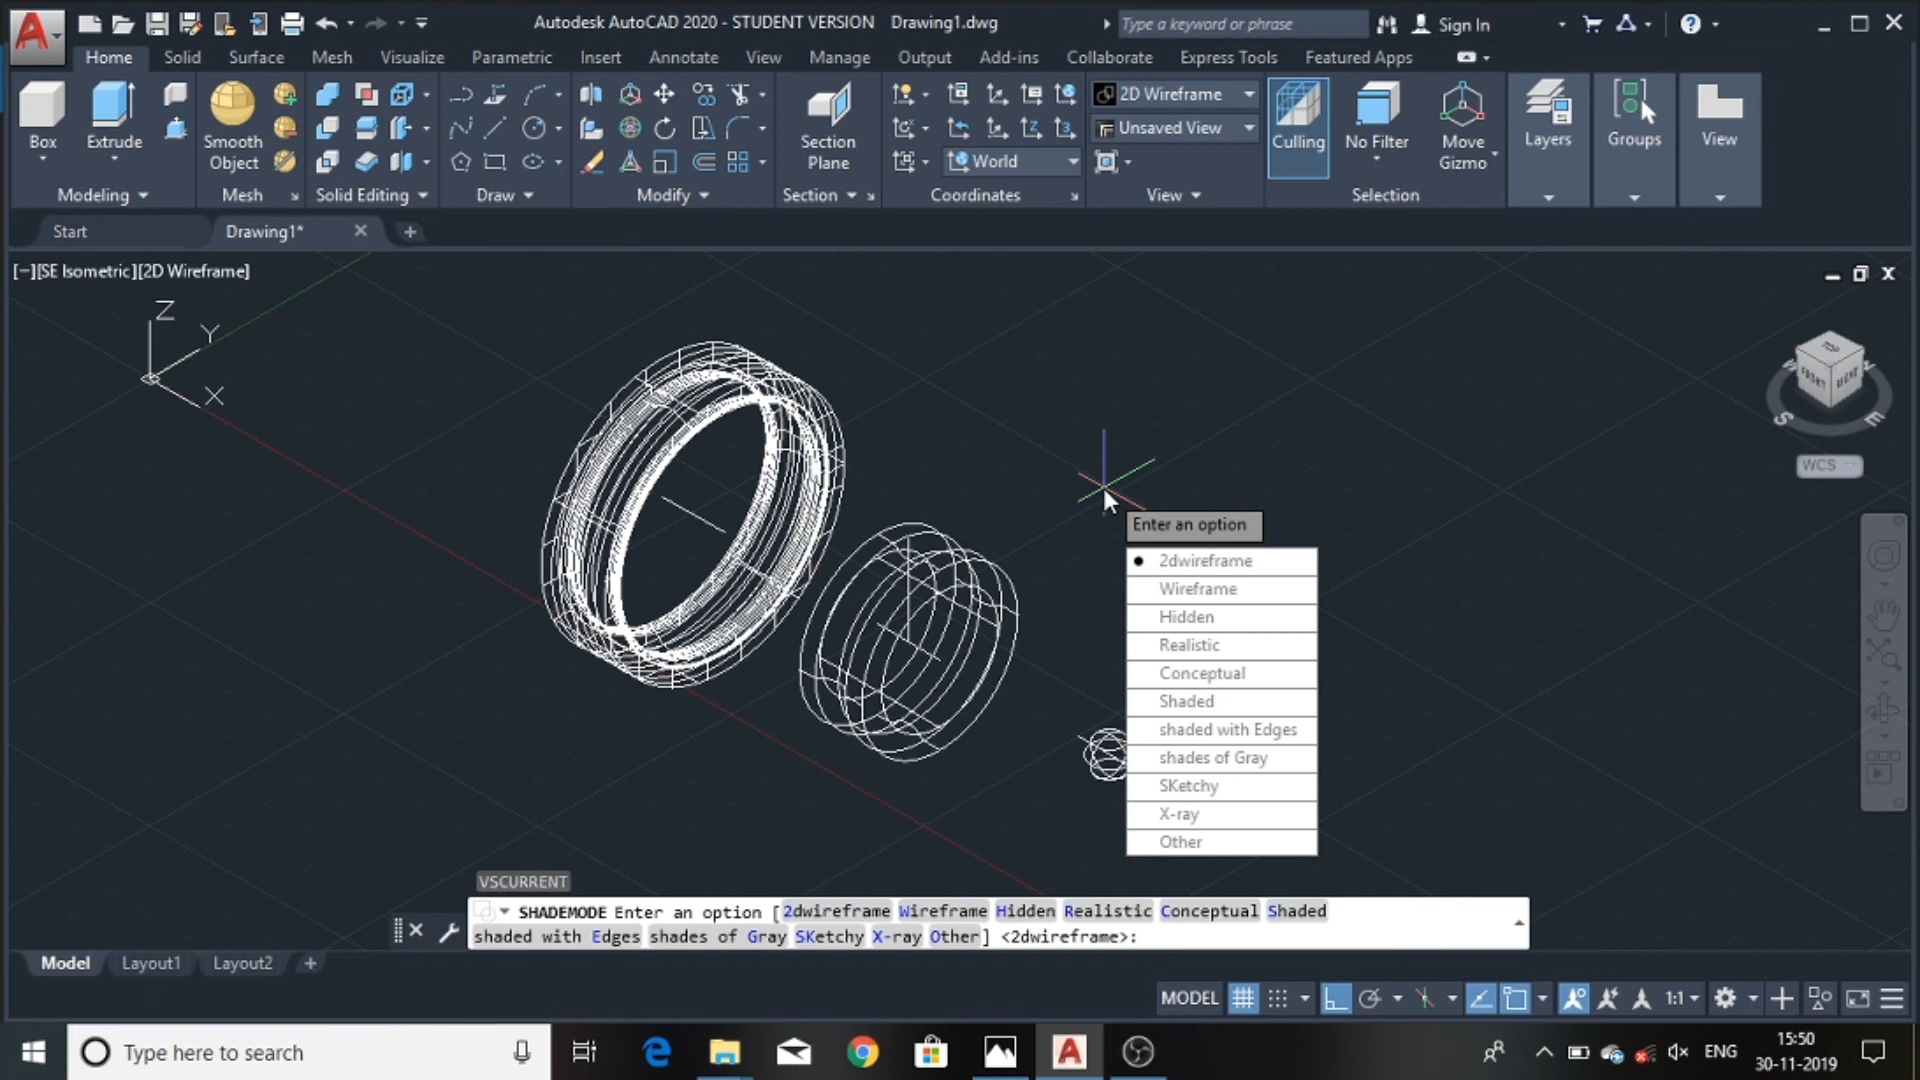 Autodesk AutoCAD 2020 - STUDENT VERSION Drawing1.dwg
Type a keyword or phrase
Sign In
Home Solid Surface Mesh Visualize Parametric Insert Annotate View Manage Output Add-ins Collaborate Express Tools Featured Apps
Box
Extrude
Smooth
Object
Section
Plane
2D Wireframe
Unsaved View
World
Culling
No Filter
Move
Gizmo
Layers
Groups
View
Modeling Mesh Solid Editing Draw Modify Section Coordinates View Selection
Start Drawing1*
[−][SE Isometric][2D Wireframe]
Z
Y
X
TOP
FRONT
S
E
WCS
Enter an option
2dwireframe
Wireframe
Hidden
Realistic
Conceptual
Shaded
shaded with Edges
shades of Gray
SKetchy
X-ray
Other
VSCURRENT
SHADEMODE Enter an option [2dwireframe Wireframe Hidden Realistic Conceptual Shaded
shaded with Edges shades of Gray SKetchy X-ray Other] <2dwireframe>:
Model Layout1 Layout2
MODEL 1:1
Type here to search
ENG
15:50
30-11-2019